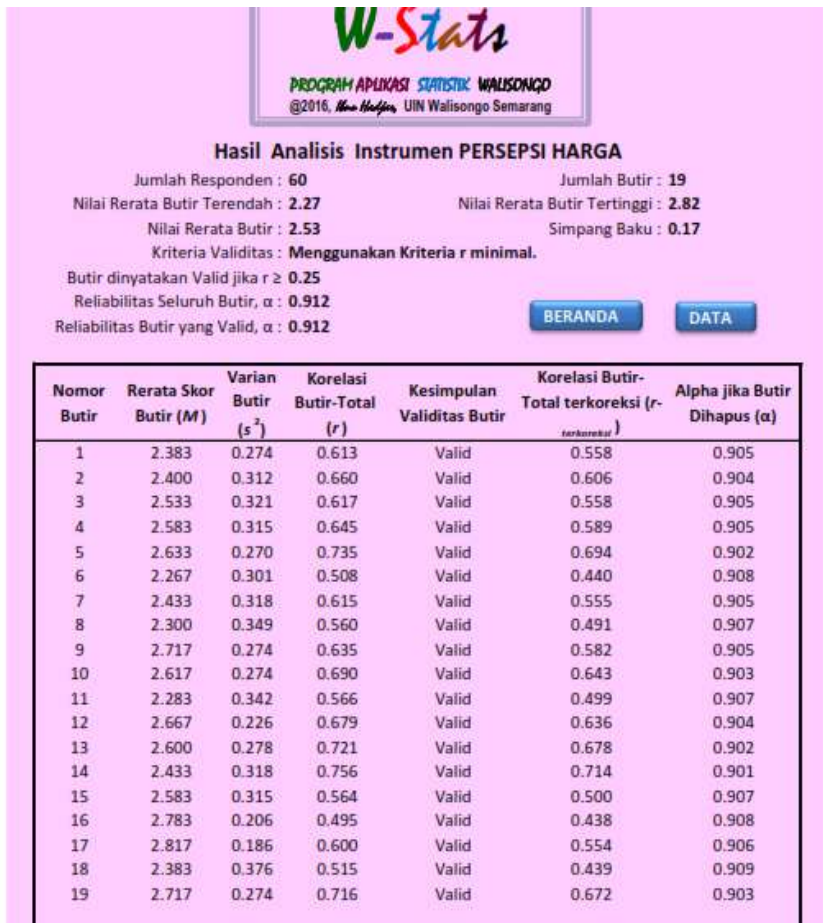 W-Stats
PROGRAM APLIKASI STATISTIK WALISONGO
@2016, Ibnu Hadjar, UIN Walisongo Semarang
Hasil Analisis Instrumen PERSEPSI HARGA
Jumlah Responden : 60 Jumlah Butir : 19
Nilai Rerata Butir Terendah : 2.27 Nilai Rerata Butir Tertinggi : 2.82
Nilai Rerata Butir : 2.53 Simpang Baku : 0.17
Kriteria Validitas : Menggunakan Kriteria r minimal.
Butir dinyatakan Valid jika r ≥ 0.25
Reliabilitas Seluruh Butir, α : 0.912
Reliabilitas Butir yang Valid, α : 0.912
BERANDA DATA
Nomor Butir Rerata Skor Butir (M) Varian Butir (s²) Korelasi Butir-Total (r) Kesimpulan Validitas Butir Korelasi Butir-Total terkoreksi (r-terkoreksi) Alpha jika Butir Dihapus (α)
1 2.383 0.274 0.613 Valid 0.558 0.905
2 2.400 0.312 0.660 Valid 0.606 0.904
3 2.533 0.321 0.617 Valid 0.558 0.905
4 2.583 0.315 0.645 Valid 0.589 0.905
5 2.633 0.270 0.735 Valid 0.694 0.902
6 2.267 0.301 0.508 Valid 0.440 0.908
7 2.433 0.318 0.615 Valid 0.555 0.905
8 2.300 0.349 0.560 Valid 0.491 0.907
9 2.717 0.274 0.635 Valid 0.582 0.905
10 2.617 0.274 0.690 Valid 0.643 0.903
11 2.283 0.342 0.566 Valid 0.499 0.907
12 2.667 0.226 0.679 Valid 0.636 0.904
13 2.600 0.278 0.721 Valid 0.678 0.902
14 2.433 0.318 0.756 Valid 0.714 0.901
15 2.583 0.315 0.564 Valid 0.500 0.907
16 2.783 0.206 0.495 Valid 0.438 0.908
17 2.817 0.186 0.600 Valid 0.554 0.906
18 2.383 0.376 0.515 Valid 0.439 0.909
19 2.717 0.274 0.716 Valid 0.672 0.903